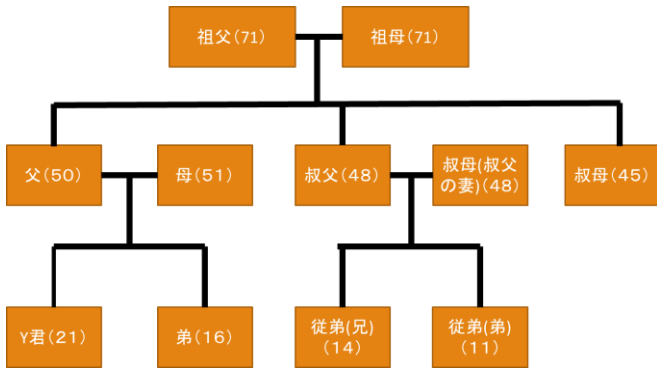 祖父(71)
祖母(71)
父(50)
母(51)
叔父(48)
叔母(叔父
の妻)(48)
叔母(45)
Y君(21)
弟(16)
従弟(兄)
(14)
従弟(弟)
(11)